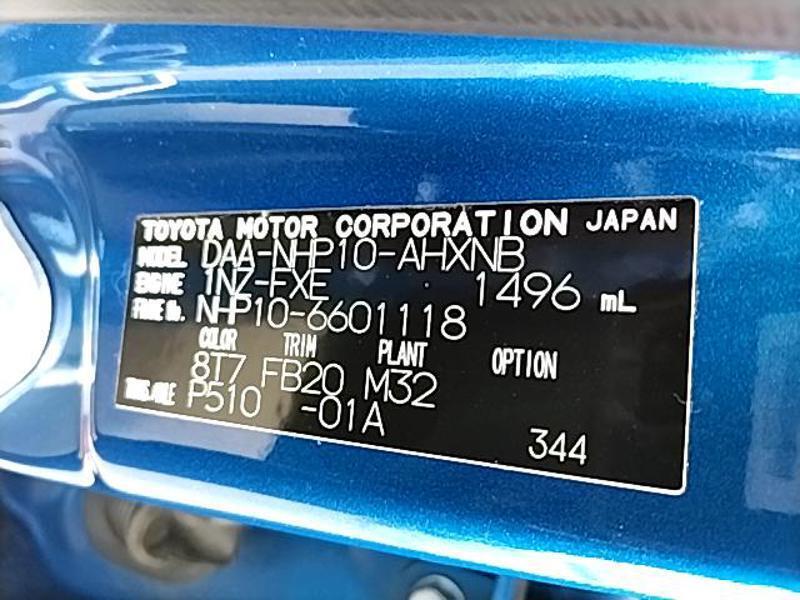 TOYOTA MOTOR CORPORATION JAPAN
MODEL DAA-NHP10-AHXNB
ENGINE 1NZ-FXE 1496 mL
FRAME No. NHP10-6601118
COLOR TRIM PLANT OPTION
8T7 FB20 M32
TRANS/AXLE P510 -01A
344